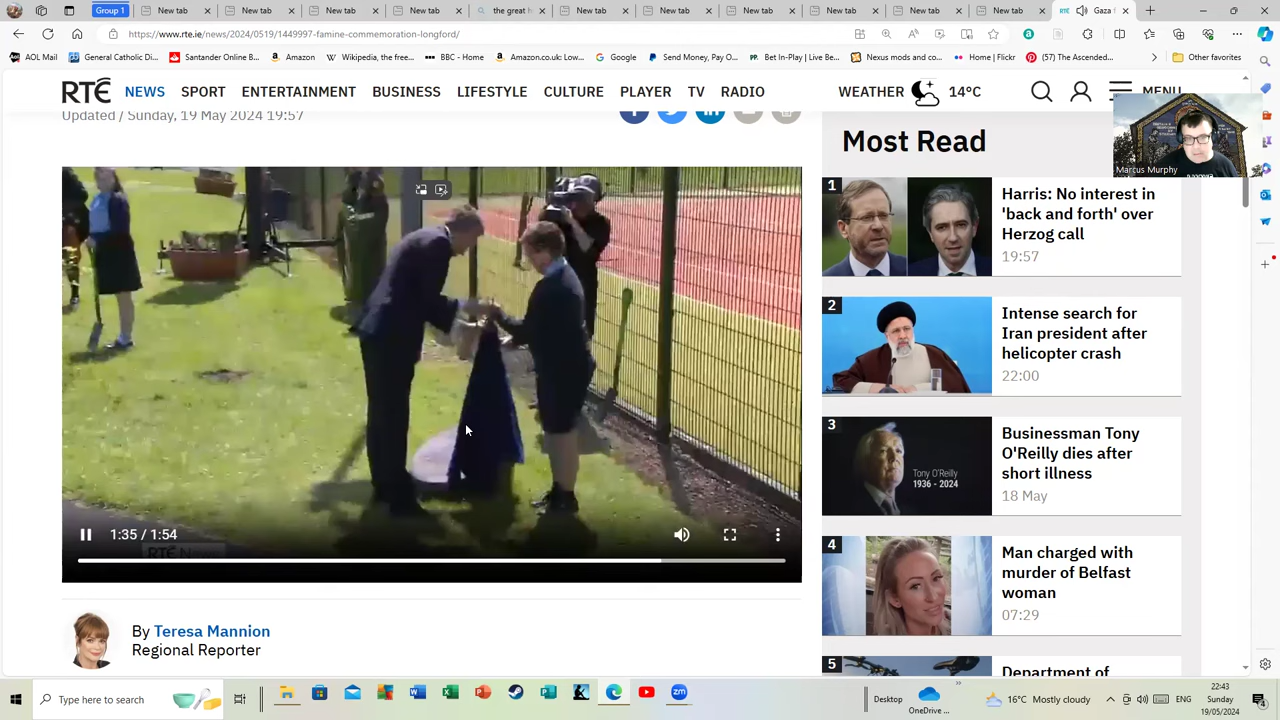 Group 1
New tab
New tab
New tab
New tab
New tab
the great h
New tab
New tab
New tab
New tab
New tab
RTÉ
Gaza f
https://www.rte.ie/news/2024/0519/1449997-famine-commemoration-longford/
AOL Mail
General Catholic Di...
Santander Online B...
Amazon
Wikipedia, the free...
BBC - Home
Amazon.co.uk: Low...
Google
Send Money, Pay O...
PP. Bet In-Play | Live Be...
Nexus mods and co...
Home | Flickr
(57) The Ascended...
Other favorites
RTÉ NEWS SPORT ENTERTAINMENT BUSINESS LIFESTYLE CULTURE PLAYER TV RADIO WEATHER 14°C MENU
Updated / Sunday, 19 May 2024 19:57
Marcus Murphy
Most Read
1
Harris: No interest in
'back and forth' over
Herzog call
19:57
2
Intense search for
Iran president after
helicopter crash
22:00
3
Tony O'Reilly
1936 - 2024
Businessman Tony
O'Reilly dies after
short illness
18 May
4
Man charged with
murder of Belfast
woman
07:29
5
Department of
1:35 / 1:54
RTÉ News
By Teresa Mannion
Regional Reporter
Type here to search
Desktop
OneDrive ...
16°C Mostly cloudy
ENG
22:43
Sunday
19/05/2024